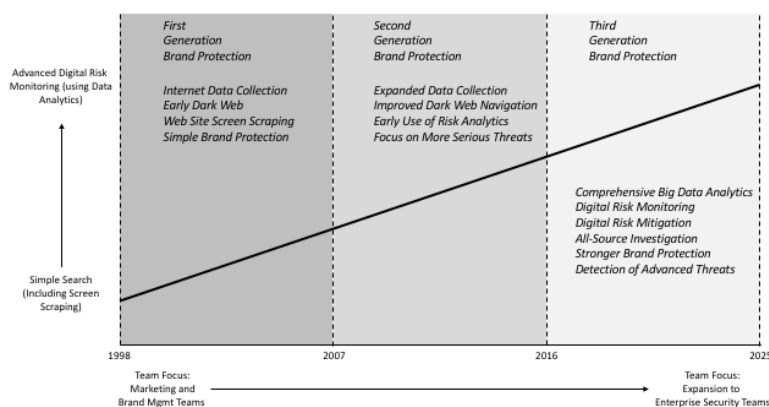 First
Generation
Brand Protection
Internet Data Collection
Early Dark Web
Web Site Screen Scraping
Simple Brand Protection
Second
Generation
Brand Protection
Expanded Data Collection
Improved Dark Web Navigation
Early Use of Risk Analytics
Focus on More Serious Threats
Third
Generation
Brand Protection
Comprehensive Big Data Analytics
Digital Risk Monitoring
Digital Risk Mitigation
All-Source Investigation
Stronger Brand Protection
Detection of Advanced Threats
Advanced Digital Risk
Monitoring (using Data
Analytics)
Simple Search
(Including Screen
Scraping)
1998
2007
2016
2025
Team Focus:
Marketing and
Brand Mgmt Teams
Team Focus:
Expansion to
Enterprise Security Teams